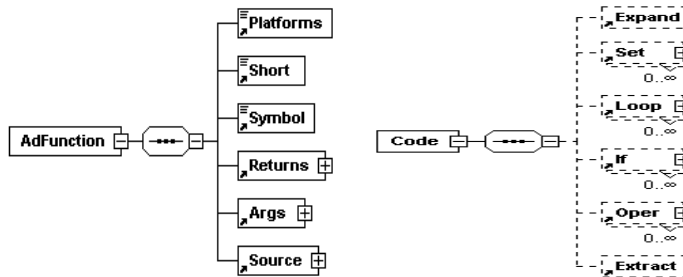 AdFunction
Platforms
Short
Symbol
Returns
Args
Source
Code
Expand
Set
0..∞
Loop
0..∞
If
0..∞
Oper
0..∞
Extract